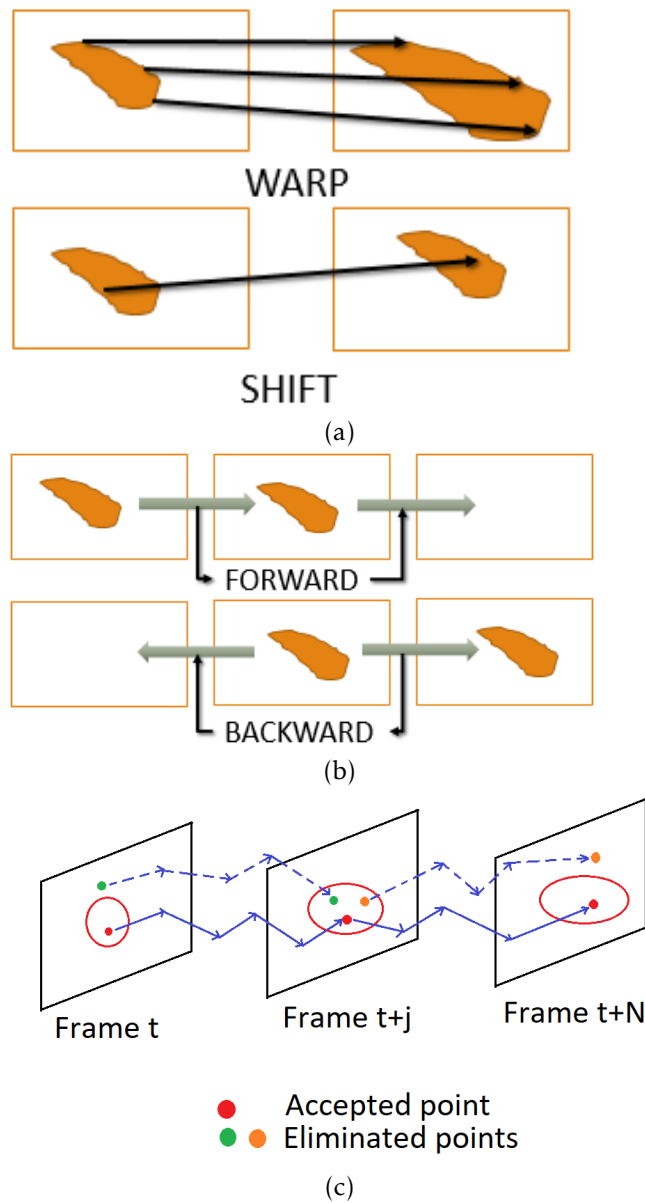 WARP
SHIFT
(a)
FORWARD
BACKWARD
(b)
Frame t
Frame t+j
Frame t+N
Accepted point
Eliminated points
(c)